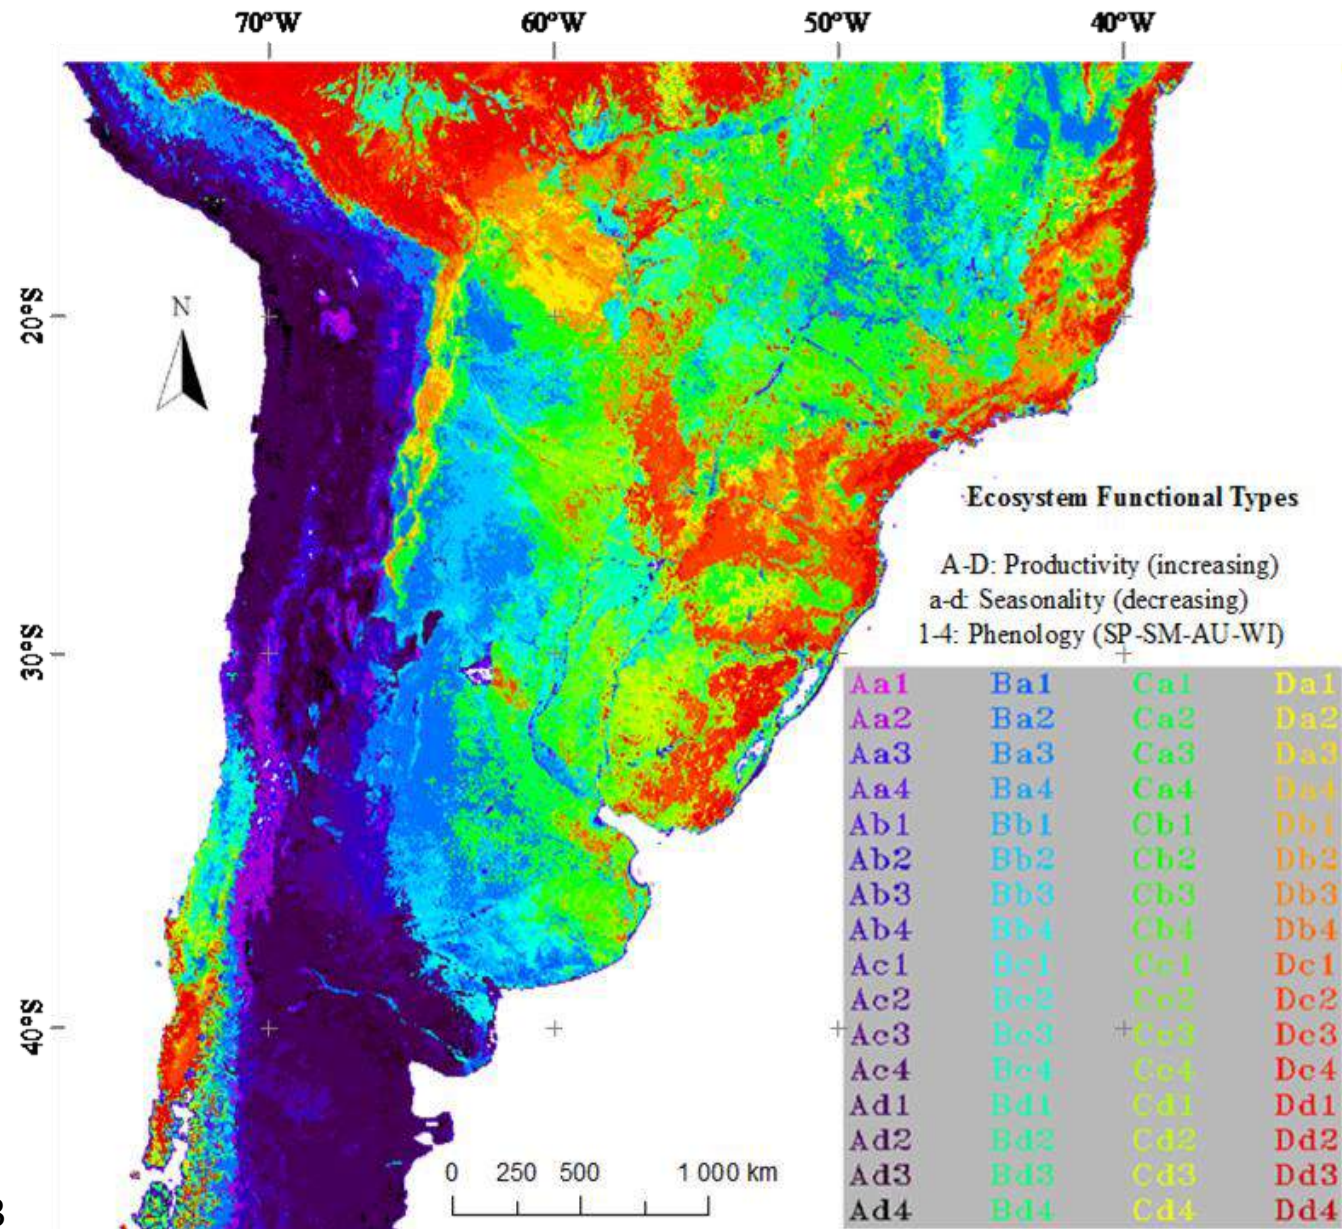 70°W 60°W 50°W 40°W
20°S
N
Ecosystem Functional Types
A-D: Productivity (increasing)
a-d: Seasonality (decreasing)
1-4: Phenology (SP-SM-AU-WI)
30°S
Aa1 Ba1 Ca1 Da1
Aa2 Ba2 Ca2 Da2
Aa3 Ba3 Ca3 Da3
Aa4 Ba4 Ca4 Da4
Ab1 Bb1 Cb1 Db1
Ab2 Bb2 Cb2 Db2
Ab3 Bb3 Cb3 Db3
Ab4 Bb4 Cb4 Db4
Ac1 Bc1 Cc1 Dc1
Ac2 Bc2 Cc2 Dc2
Ac3 Bc3 Cc3 Dc3
Ac4 Bc4 Cc4 Dc4
Ad1 Bd1 Cd1 Dd1
Ad2 Bd2 Cd2 Dd2
Ad3 Bd3 Cd3 Dd3
Ad4 Bd4 Cd4 Dd4
40°S
0 250 500 1 000 km